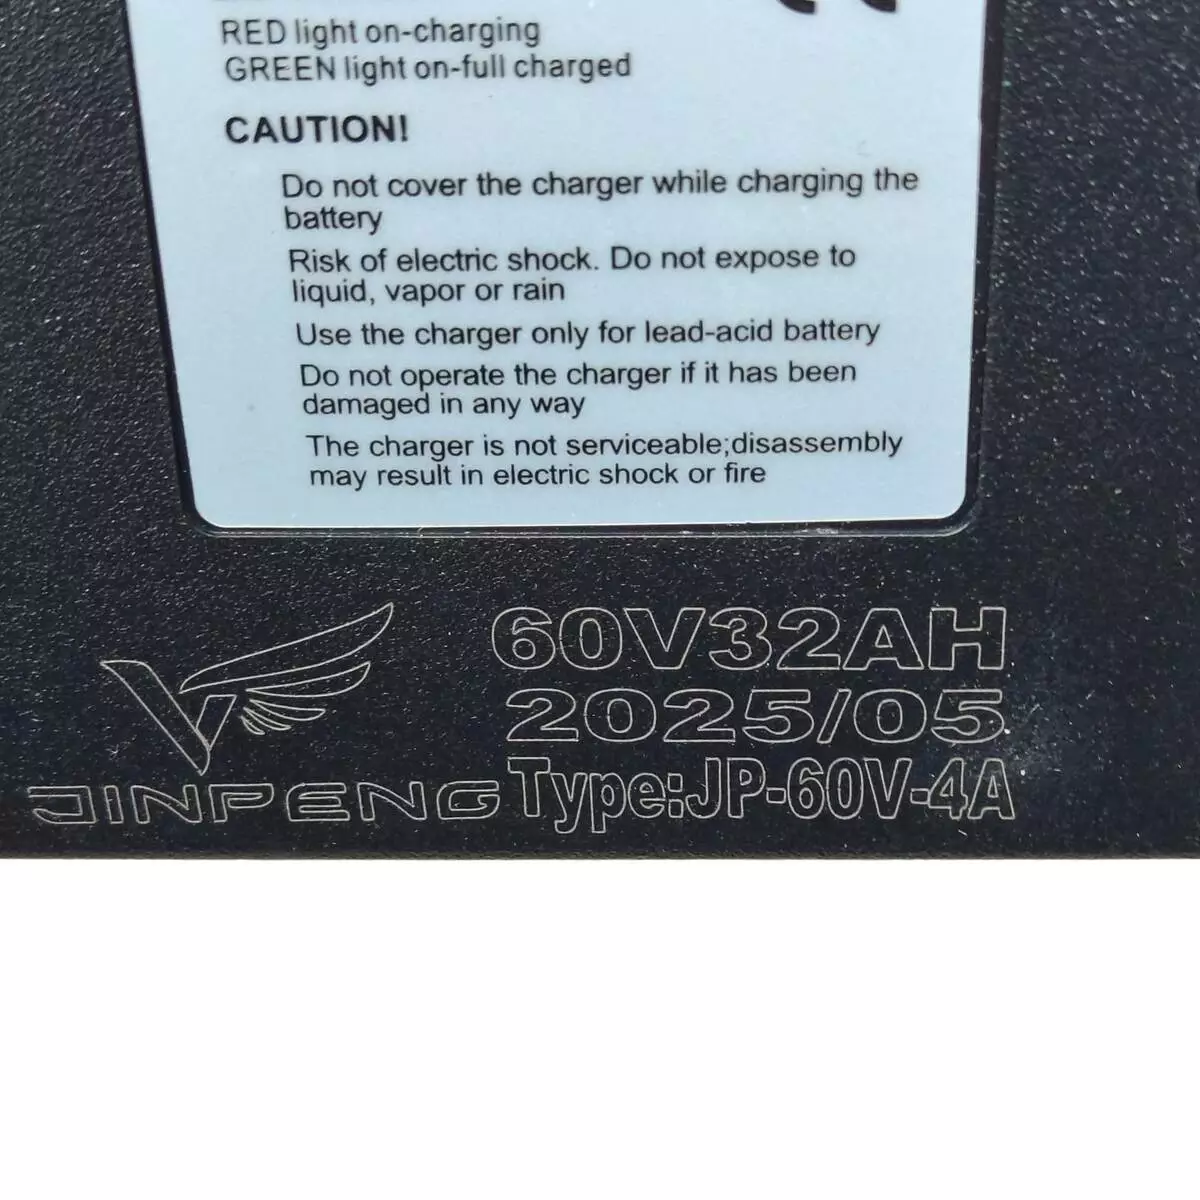 RED light on-charging
GREEN light on-full charged
CAUTION!
Do not cover the charger while charging the
battery
Risk of electric shock. Do not expose to
liquid, vapor or rain
Use the charger only for lead-acid battery
Do not operate the charger if it has been
damaged in any way
The charger is not serviceable;disassembly
may result in electric shock or fire
60V32AH
2025/05
JINPENG Type:JP-60V-4A